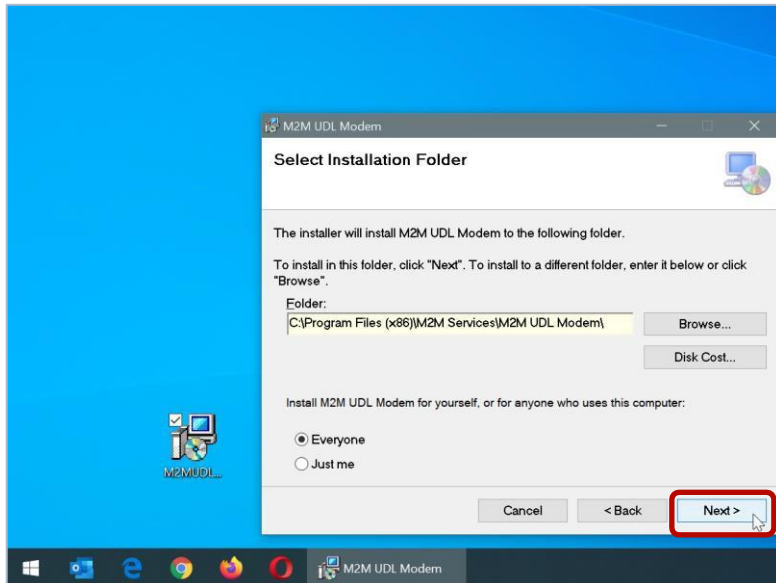 M2M UDL Modem
Select Installation Folder
The installer will install M2M UDL Modem to the following folder.
To install in this folder, click "Next". To install to a different folder, enter it below or click
"Browse".
Folder:
C:\Program Files (x86)\M2M Services\M2M UDL Modem\
Browse...
Disk Cost...
Install M2M UDL Modem for yourself, or for anyone who uses this computer:
Everyone
Just me
M2MUDL...
Cancel
< Back
Next >
M2M UDL Modem